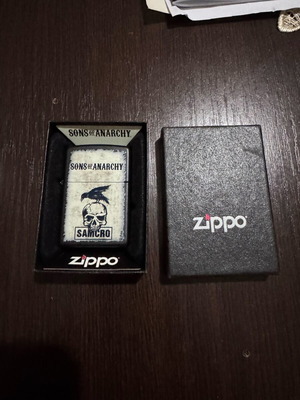 SONS OF ANARCHY
SONS OF ANARCHY
SAMCRO
zippo
zippo